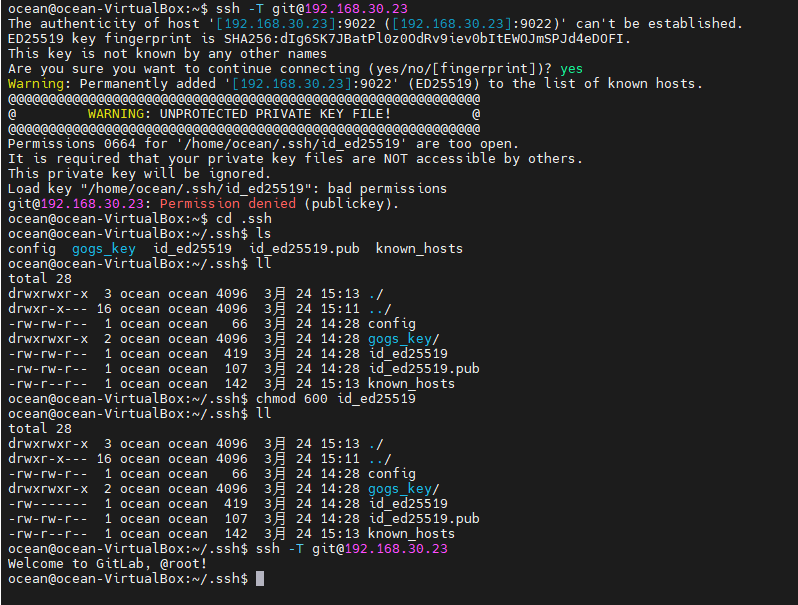 ocean@ocean-VirtualBox:~$ ssh -T git@192.168.30.23
The authenticity of host '[192.168.30.23]:9022 ([192.168.30.23]:9022)' can't be established.
ED25519 key fingerprint is SHA256:dIg6SK7JBatPl0z0OdRv9iev0bItEWOJmSPJd4eDOFI.
This key is not known by any other names
Are you sure you want to continue connecting (yes/no/[fingerprint])? yes
Warning: Permanently added '[192.168.30.23]:9022' (ED25519) to the list of known hosts.
@@@@@@@@@@@@@@@@@@@@@@@@@@@@@@@@@@@@@@@@@@@@@@@@@@@@@@@@@@@
@         WARNING: UNPROTECTED PRIVATE KEY FILE!          @
@@@@@@@@@@@@@@@@@@@@@@@@@@@@@@@@@@@@@@@@@@@@@@@@@@@@@@@@@@@
Permissions 0664 for '/home/ocean/.ssh/id_ed25519' are too open.
It is required that your private key files are NOT accessible by others.
This private key will be ignored.
Load key "/home/ocean/.ssh/id_ed25519": bad permissions
git@192.168.30.23: Permission denied (publickey).
ocean@ocean-VirtualBox:~$ cd .ssh
ocean@ocean-VirtualBox:~/.ssh$ ls
config  gogs_key  id_ed25519  id_ed25519.pub  known_hosts
ocean@ocean-VirtualBox:~/.ssh$ ll
total 28
drwxrwxr-x  3 ocean ocean 4096  3月 24 15:13 ./
drwxr-x--- 16 ocean ocean 4096  3月 24 15:11 ../
-rw-rw-r--  1 ocean ocean   66  3月 24 14:28 config
drwxrwxr-x  2 ocean ocean 4096  3月 24 14:28 gogs_key/
-rw-rw-r--  1 ocean ocean  419  3月 24 14:28 id_ed25519
-rw-rw-r--  1 ocean ocean  107  3月 24 14:28 id_ed25519.pub
-rw-r--r--  1 ocean ocean  142  3月 24 15:13 known_hosts
ocean@ocean-VirtualBox:~/.ssh$ chmod 600 id_ed25519
ocean@ocean-VirtualBox:~/.ssh$ ll
total 28
drwxrwxr-x  3 ocean ocean 4096  3月 24 15:13 ./
drwxr-x--- 16 ocean ocean 4096  3月 24 15:11 ../
-rw-rw-r--  1 ocean ocean   66  3月 24 14:28 config
drwxrwxr-x  2 ocean ocean 4096  3月 24 14:28 gogs_key/
-rw-------  1 ocean ocean  419  3月 24 14:28 id_ed25519
-rw-rw-r--  1 ocean ocean  107  3月 24 14:28 id_ed25519.pub
-rw-r--r--  1 ocean ocean  142  3月 24 15:13 known_hosts
ocean@ocean-VirtualBox:~/.ssh$ ssh -T git@192.168.30.23
Welcome to GitLab, @root!
ocean@ocean-VirtualBox:~/.ssh$